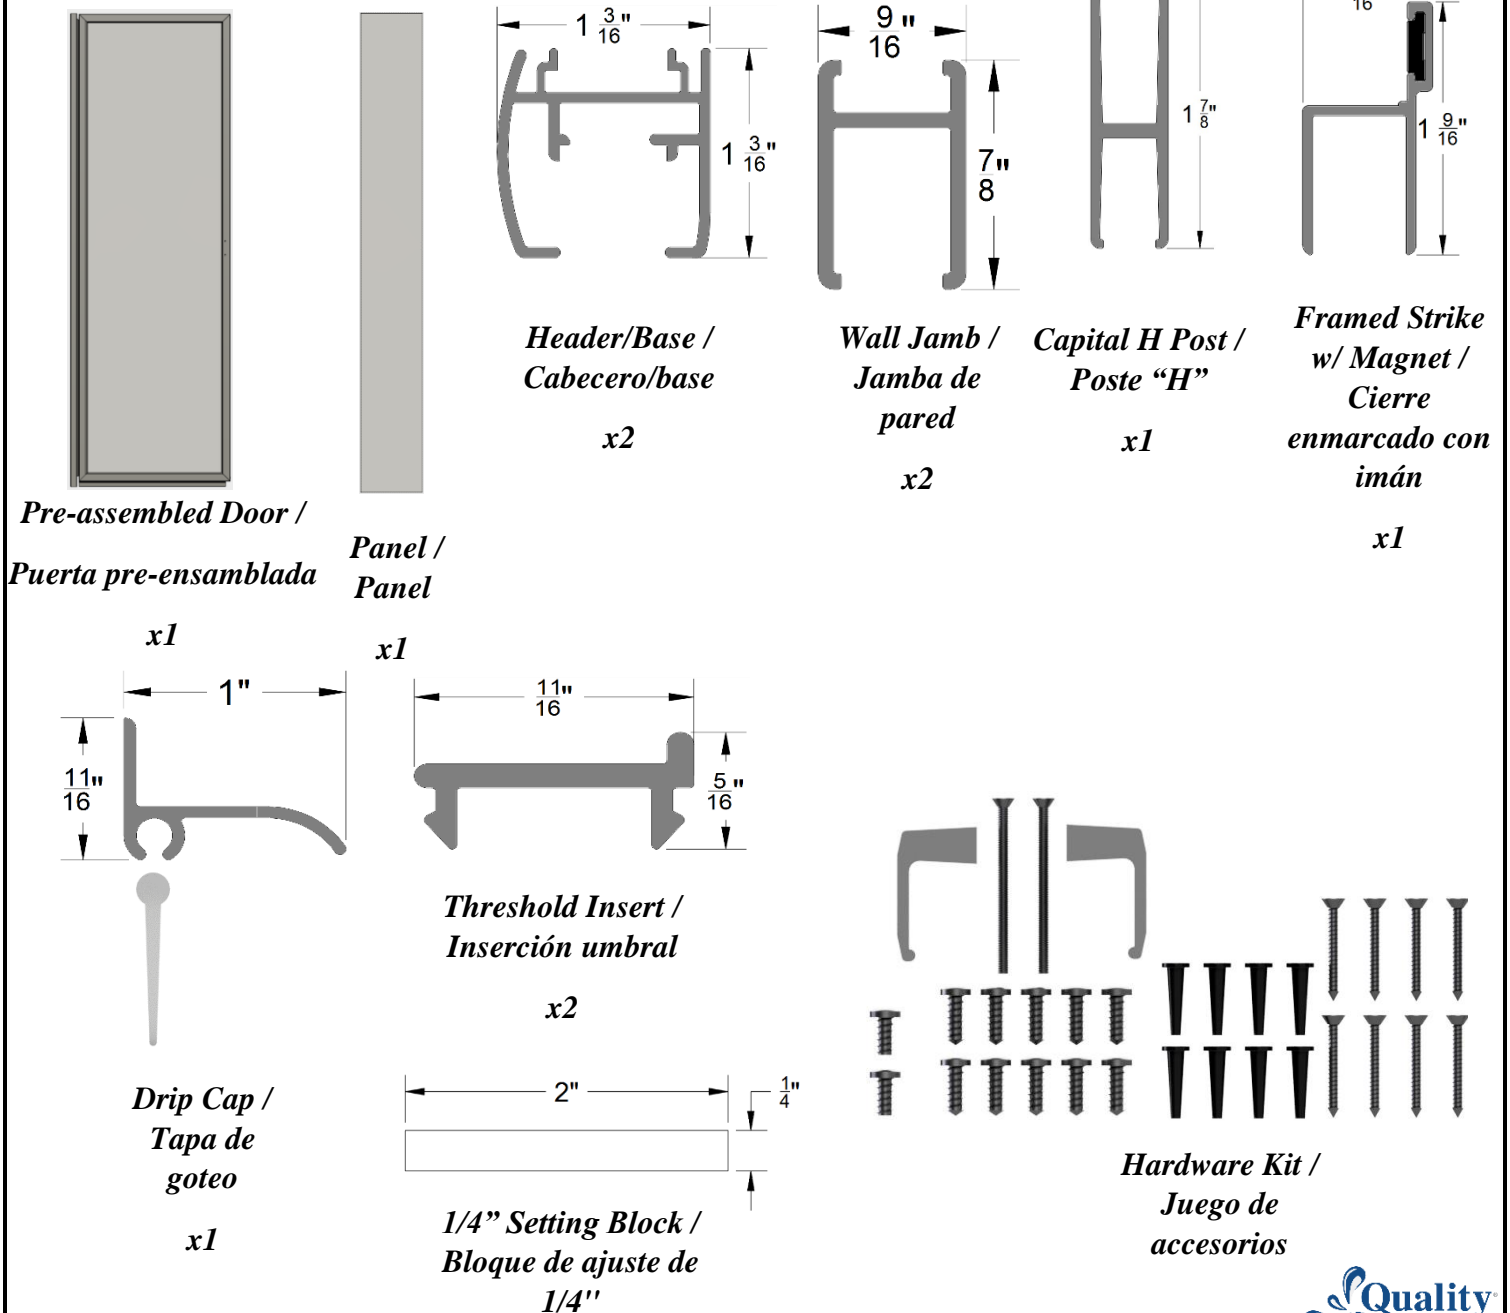 1 3/16"
1 3/16"
9/16"
7/8"
1 7/8"
16
1 9/16"
Header/Base /
Cabecero/base
x2
Wall Jamb /
Jamba de
pared
x2
Capital H Post /
Poste “H”
x1
Framed Strike
w/ Magnet /
Cierre
enmarcado con
imán
x1
Pre-assembled Door /
Puerta pre-ensamblada
x1
Panel /
Panel
x1
1"
11/16"
Drip Cap /
Tapa de
goteo
x1
11/16"
5/16"
Threshold Insert /
Inserción umbral
x2
2"
1/4"
1/4” Setting Block /
Bloque de ajuste de
1/4"
Hardware Kit /
Juego de
accesorios
Quality